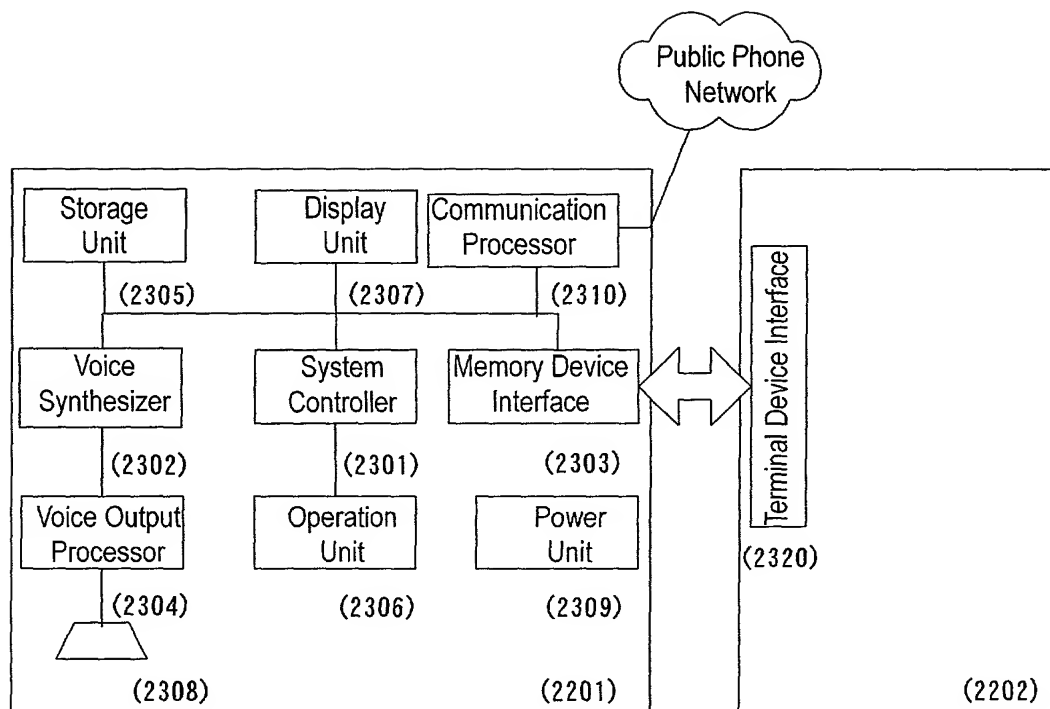 Public Phone
Network
Storage
Unit
(2305)
Display
Unit
(2307)
Communication
Processor
(2310)
Voice
Synthesizer
(2302)
System
Controller
(2301)
Memory Device
Interface
(2303)
Terminal Device Interface
(2320)
Voice Output
Processor
(2304)
Operation
Unit
(2306)
Power
Unit
(2309)
(2308)
(2201)
(2202)